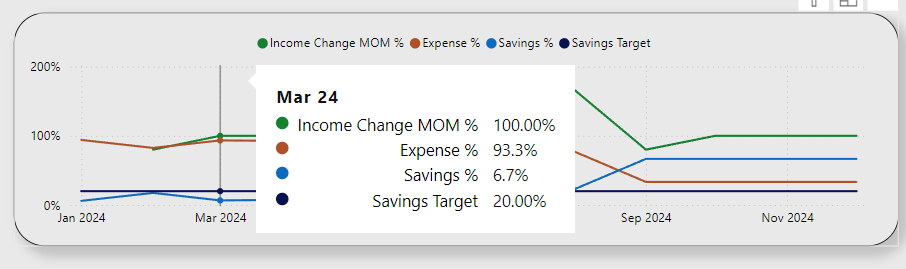 Income Change MOM % Expense % Savings % Savings Target
200%
100%
0%
Mar 24
Income Change MOM % 100.00%
Expense % 93.3%
Savings % 6.7%
Savings Target 20.00%
Jan 2024 Mar 2024 Sep 2024 Nov 2024